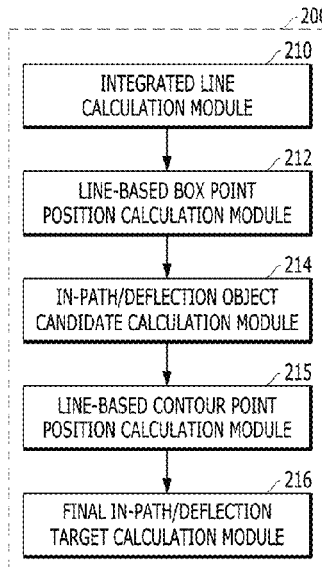 200
210
INTEGRATED LINE
CALCULATION MODULE
212
LINE-BASED BOX POINT
POSITION CALCULATION MODULE
214
IN-PATH/DEFLECTION OBJECT
CANDIDATE CALCULATION MODULE
215
LINE-BASED CONTOUR POINT
POSITION CALCULATION MODULE
216
FINAL IN-PATH/DEFLECTION
TARGET CALCULATION MODULE